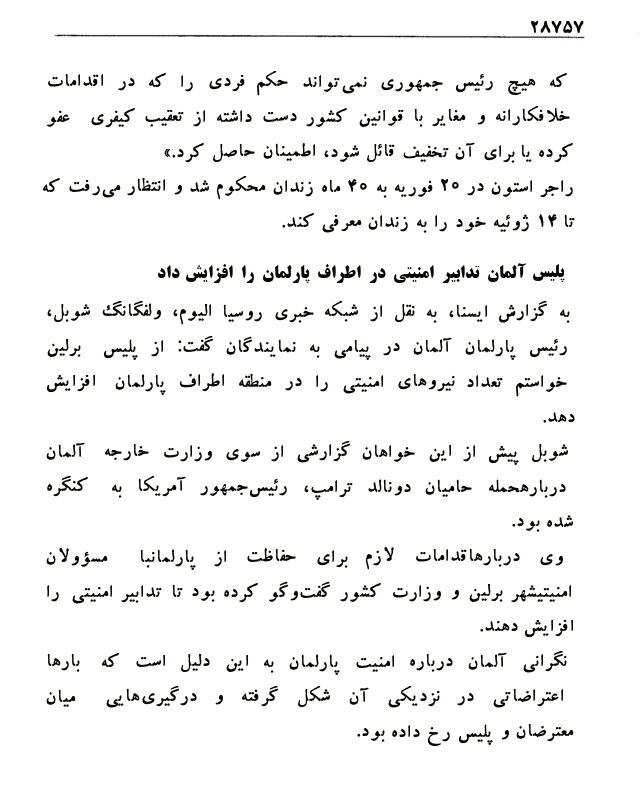 ۲۸۷۵۷
که هیچ رئیس جمهوری نمی‌تواند حکم فردی را که در اقدامات
خلافکارانه و مغایر با قوانین کشور دست داشته از تعقیب کیفری عفو
کرده یا برای آن تخفیف قائل شود، اطمینان حاصل کرد.»
راجر استون در ۲۰ فوریه به ۴۰ ماه زندان محکوم شد و انتظار می‌رفت که
تا ۱۴ ژوئیه خود را به زندان معرفی کند.
پلیس آلمان تدابیر امنیتی در اطراف پارلمان را افزایش داد
به گزارش ایسنا، به نقل از شبکه خبری روسیا الیوم، ولفگانگ شوبل،
رئیس پارلمان آلمان در پیامی به نمایندگان گفت: از پلیس برلین
خواستم تعداد نیروهای امنیتی را در منطقه اطراف پارلمان افزایش
دهد.
شوبل پیش از این خواهان گزارشی از سوی وزارت خارجه آلمان
دربارهحمله حامیان دونالد ترامپ، رئیس‌جمهور آمریکا به کنگره
شده بود.
وی دربارهاقدامات لازم برای حفاظت از پارلمانبا مسؤولان
امنیتیشهر برلین و وزارت کشور گفت‌وگو کرده بود تا تدابیر امنیتی را
افزایش دهند.
نگرانی آلمان درباره امنیت پارلمان به این دلیل است که بارها
اعتراضاتی در نزدیکی آن شکل گرفته و درگیری‌هایی میان
معترضان و پلیس رخ داده بود.